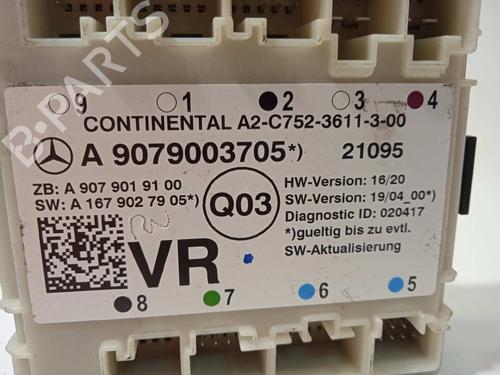 9 1 2 3 4
CONTINENTAL A2-C752-3611-3-00
A 9079003705*) 21095
ZB: A 907 901 91 00
SW: A 167 902 79 05*)
Q03
HW-Version: 16/20
SW-Version: 19/04_00*)
Diagnostic ID: 020417
*)gueltig bis zu evtl.
SW-Aktualisierung
VR
8 7 6 5
B-PARTS